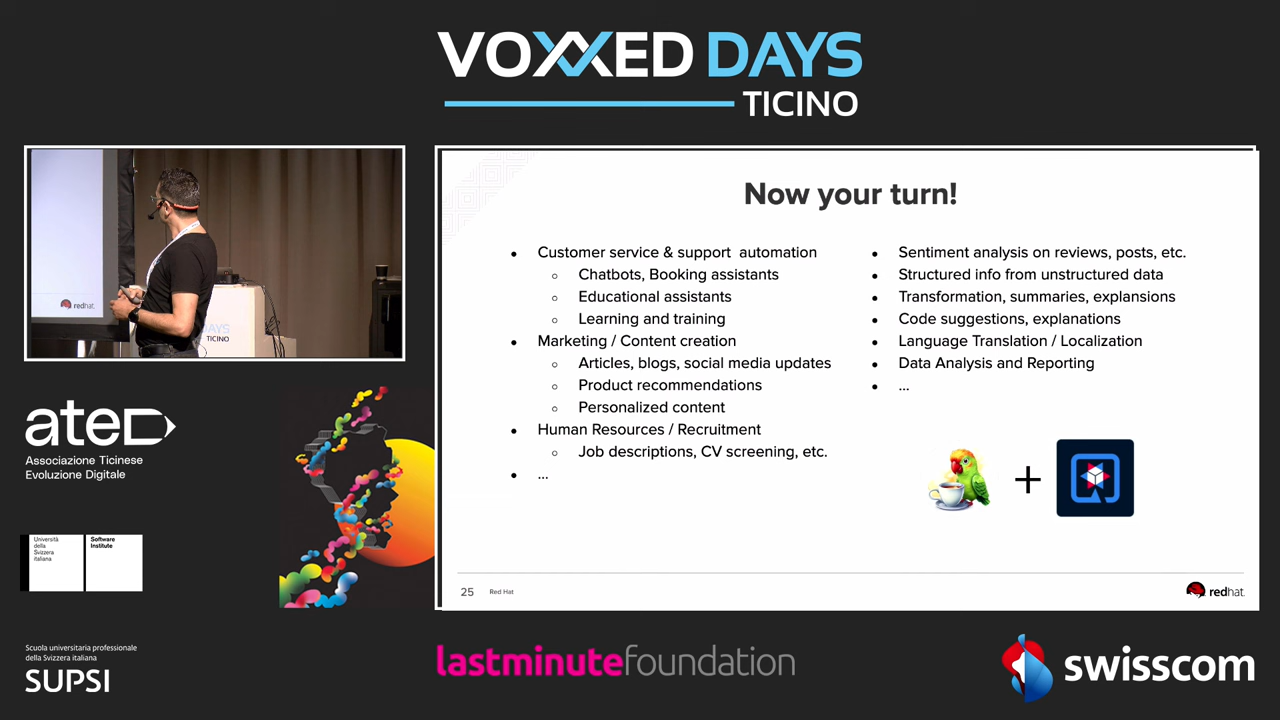 VOXXED DAYS
TICINO
redhat.
DAYS
TICINO
ateD
Associazione Ticinese
Evoluzione Digitale
Università
della
Svizzera
italiana
Software
Institute
Scuola universitaria professionale
della Svizzera italiana
SUPSI
Now your turn!
• Customer service & support automation
○ Chatbots, Booking assistants
○ Educational assistants
○ Learning and training
• Marketing / Content creation
○ Articles, blogs, social media updates
○ Product recommendations
○ Personalized content
• Human Resources / Recruitment
○ Job descriptions, CV screening, etc.
• ...
• Sentiment analysis on reviews, posts, etc.
• Structured info from unstructured data
• Transformation, summaries, explansions
• Code suggestions, explanations
• Language Translation / Localization
• Data Analysis and Reporting
• ...
+
25 Red Hat
redhat.
lastminutefoundation
swisscom